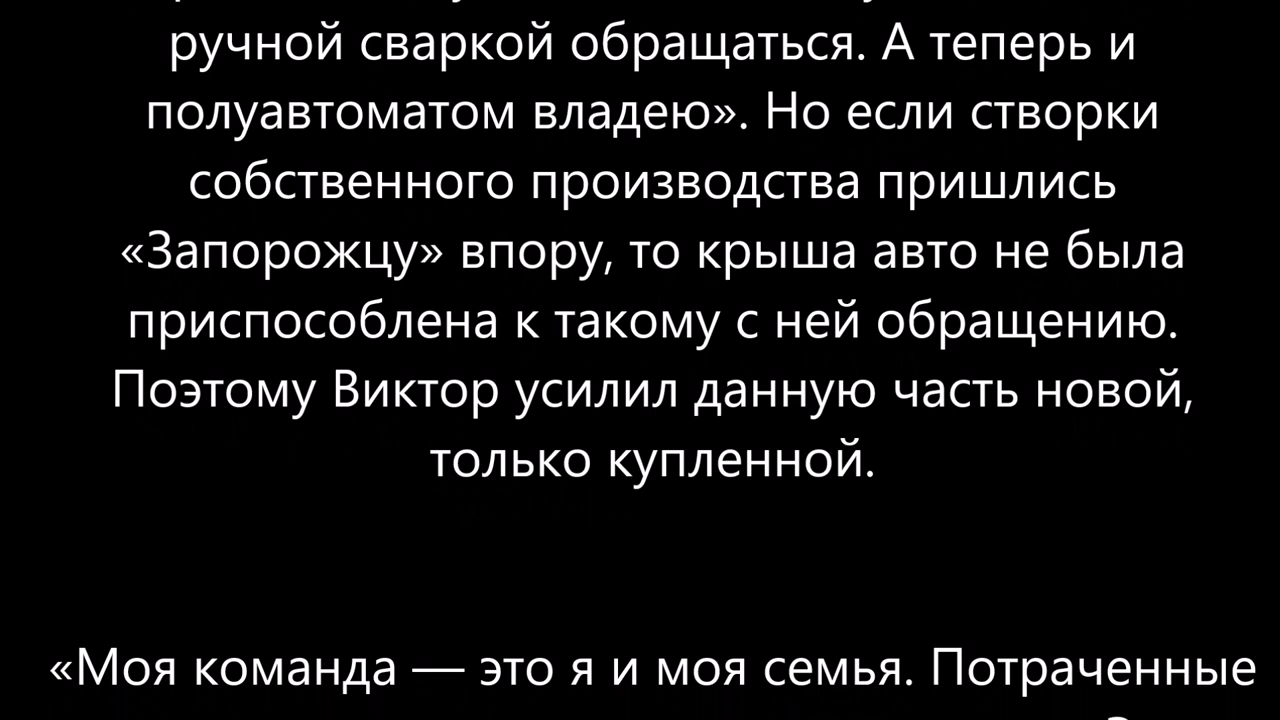 ручной сваркой обращаться. А теперь и
полуавтоматом владею». Но если створки
собственного производства пришлись
«Запорожцу» впору, то крыша авто не была
приспособлена к такому с ней обращению.
Поэтому Виктор усилил данную часть новой,
только купленной.
«Моя команда — это я и моя семья. Потраченные